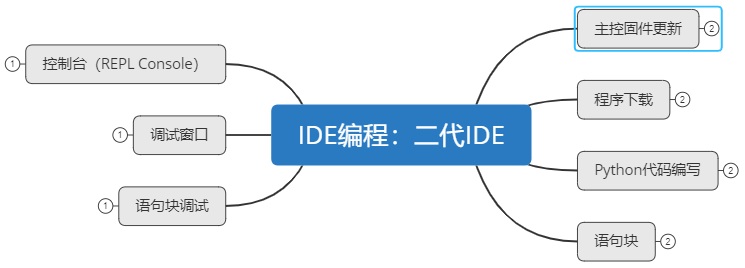 主控固件更新
2
1
控制台（REPL Console）
程序下载
2
IDE编程：二代IDE
1
调试窗口
Python代码编写
2
1
语句块调试
语句块
2